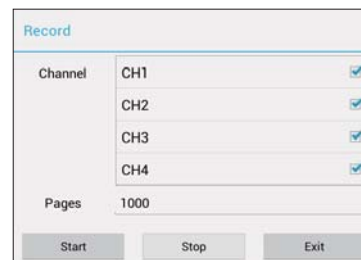 Record
Channel CH1
CH2
CH3
CH4
Pages 1000
Start Stop Exit